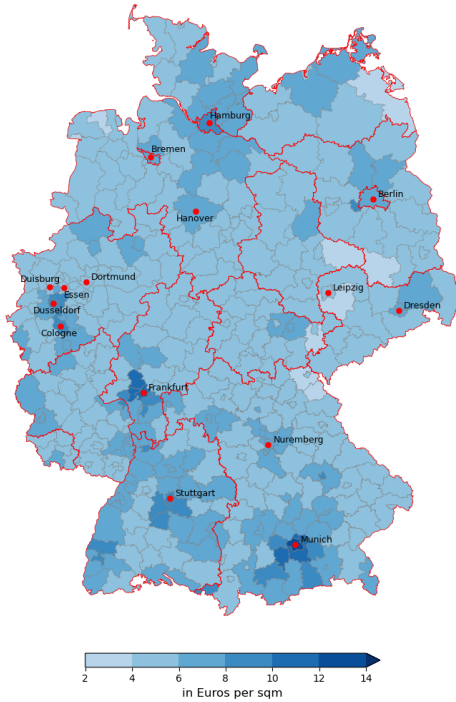 Hamburg
Bremen
Berlin
Hanover
Duisburg
Dortmund
Essen
Leipzig
Dusseldorf
Dresden
Cologne
Frankfurt
Nuremberg
Stuttgart
Munich
2 4 6 8 10 12 14
in Euros per sqm